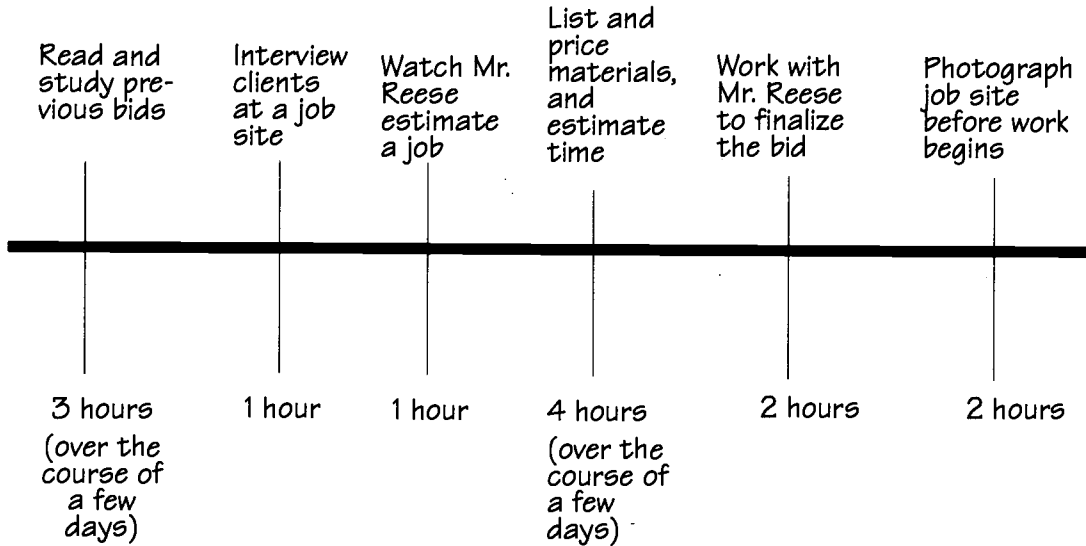 Read and
study pre-
vious bids
Interview
clients
at a job
site
Watch Mr.
Reese
estimate
a job
List and
price
materials,
and
estimate
time
Work with
Mr. Reese
to finalize
the bid
Photograph
job site
before work
begins
3 hours
(over the
course of
a few
days)
1 hour
1 hour
4 hours
(over the
course of
a few
days)
2 hours
2 hours